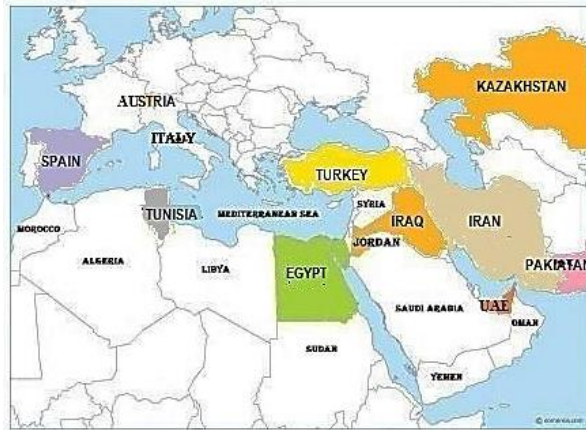 KAZAKHSTAN
AUSTRIA
ITALY
SPAIN
TURKEY
SYRIA
TUNISIA
MEDITERRANEAN SEA
IRAQ
IRAN
MOROCCO
JORDAN
ALGERIA
LIBYA
EGYPT
PAKISTAN
SAUDI ARABIA
UAE
OMAN
SUDAN
YEMEN